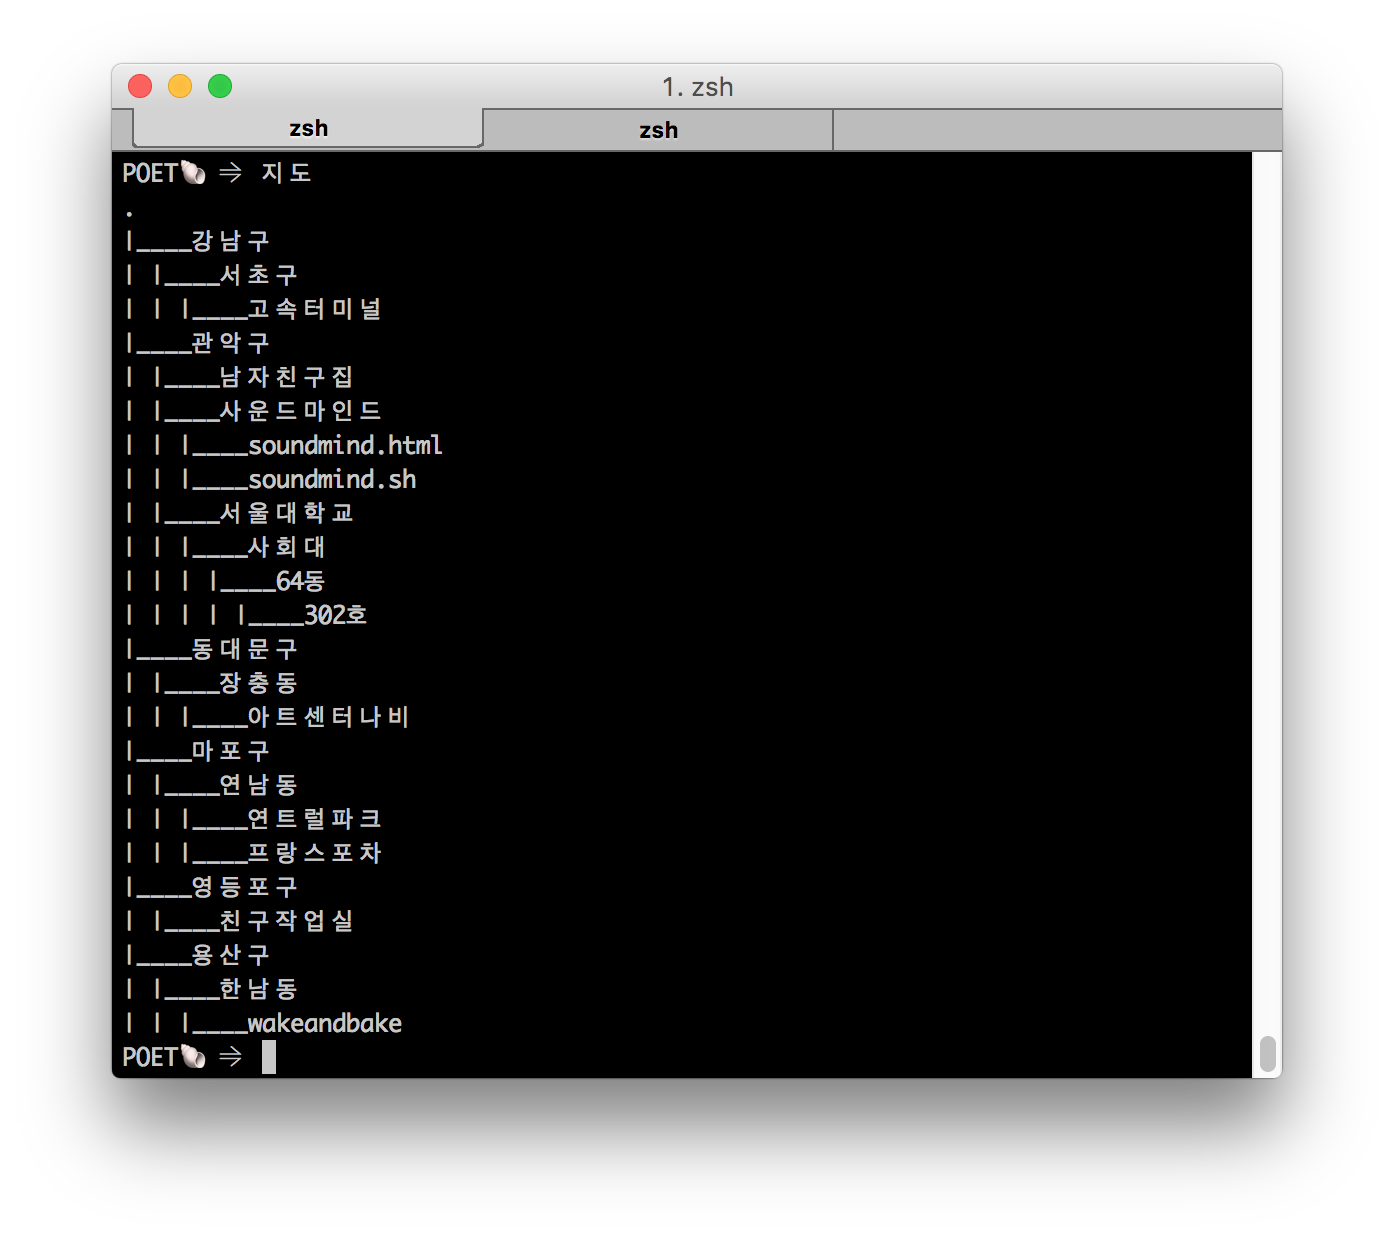 1. zsh
zsh zsh
POET🐚 ⇒ 지도
.
|____강남구
| |____서초구
| | |____고속터미널
|____관악구
| |____남자친구집
| |____사운드마인드
| | |____soundmind.html
| | |____soundmind.sh
| |____서울대학교
| | |____사회대
| | | |____64동
| | | | |____302호
|____동대문구
| |____장충동
| | |____아트센터나비
|____마포구
| |____연남동
| | |____연트럴파크
| | |____프랑스포차
|____영등포구
| |____친구작업실
|____용산구
| |____한남동
| | |____wakeandbake
POET🐚 ⇒